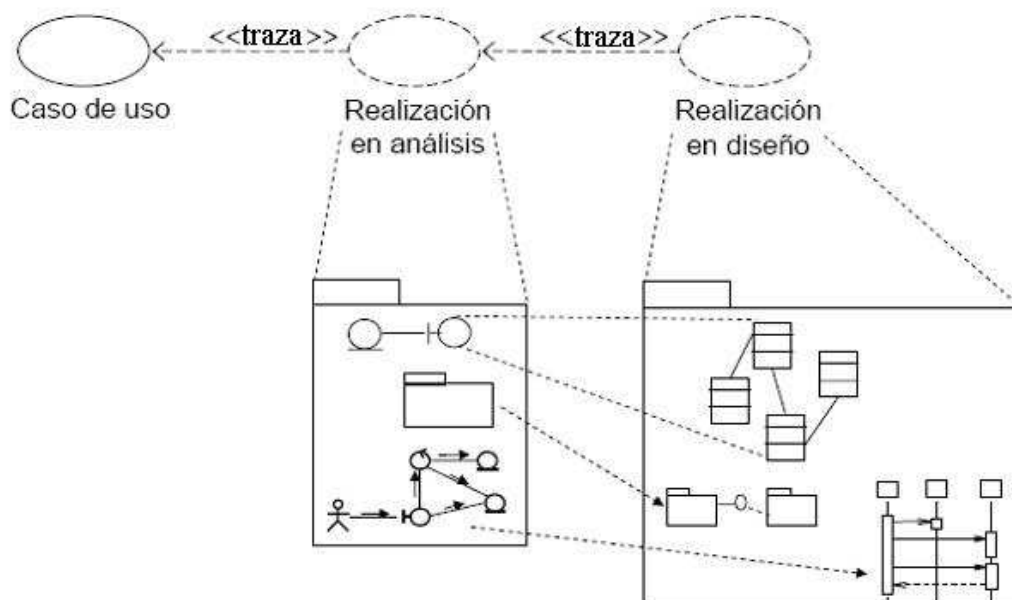 <<traza>>
<<traza>>
Caso de uso
Realización
en análisis
Realización
en diseño